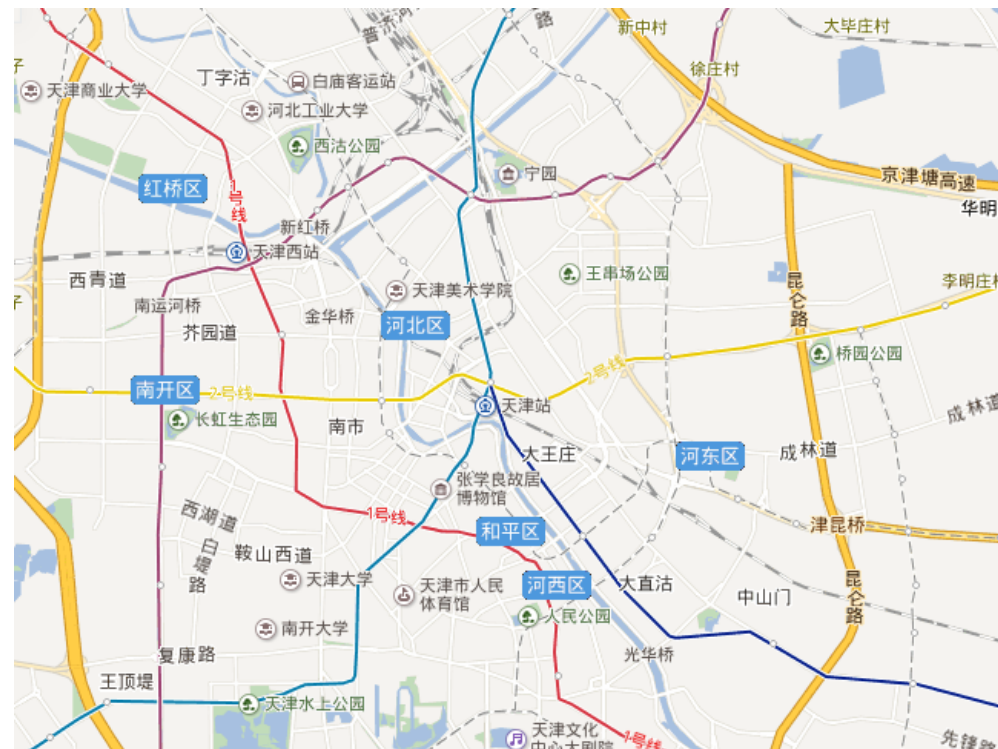 新中村
大毕庄村
普济河
路
子
丁字沽
白庙客运站
徐庄村
天津商业大学
河北工业大学
西沽公园
宁园
京津塘高速
红桥区
1号线
华明
新红桥
天津西站
西青道
王串场公园
李明庄村
天津美术学院
昆仑路
子
南运河桥
金华桥
芥园道
河北区
桥园公园
2号线
南开区
2号线
天津站
成林道
长虹生态园
南市
大王庄
河东区
成林道
张学良故居
博物馆
西湖道
1号线
和平区
津昆桥
白堤路
鞍山西道
天津大学
天津市人民
体育馆
河西区
大直沽
昆仑路
中山门
人民公园
南开大学
复康路
光华桥
王顶堤
天津水上公园
天津文化
中心大剧院
1号线
先锋路